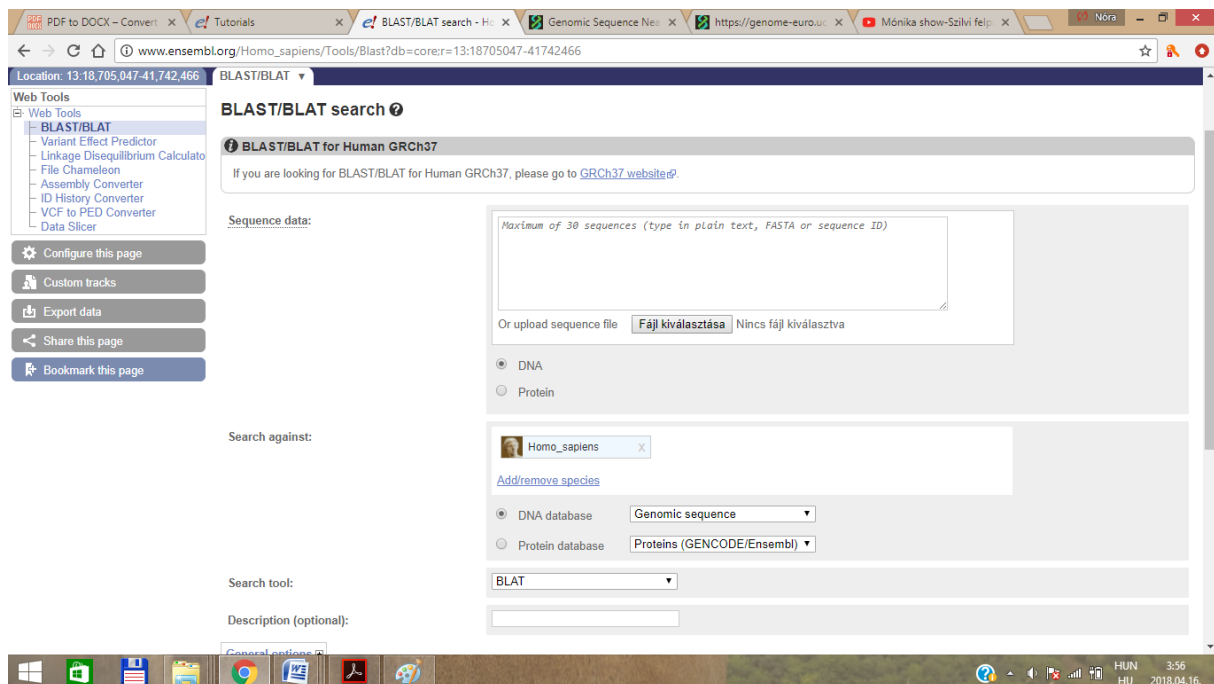 PDF to DOCX – Convert
Tutorials
BLAST/BLAT search - Ho
Genomic Sequence Nea
https://genome-euro.uc
Mónika show-Szilvi felp
Nóra
www.ensembl.org/Homo_sapiens/Tools/Blast?db=core;r=13:18705047-41742466
Location: 13:18,705,047-41,742,466
BLAST/BLAT ▼
Web Tools
Web Tools
BLAST/BLAT
Variant Effect Predictor
Linkage Disequilibrium Calculato
File Chameleon
Assembly Converter
ID History Converter
VCF to PED Converter
Data Slicer
Configure this page
Custom tracks
Export data
Share this page
Bookmark this page
BLAST/BLAT search
BLAST/BLAT for Human GRCh37
If you are looking for BLAST/BLAT for Human GRCh37, please go to GRCh37 website.
Sequence data:
Maximum of 30 sequences (type in plain text, FASTA or sequence ID)
Or upload sequence file Fájl kiválasztása Nincs fájl kiválasztva
DNA
Protein
Search against:
Homo_sapiens X
Add/remove species
DNA database Genomic sequence
Protein database Proteins (GENCODE/Ensembl)
Search tool: BLAT
Description (optional):
General options
HUN 3:56
HU 2018.04.16.